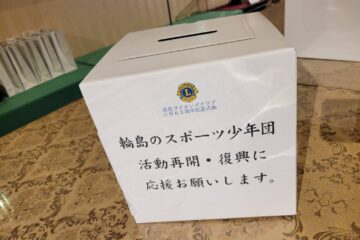 輪島のスポーツ少年団
活動再開・復興に
応援お願いします。